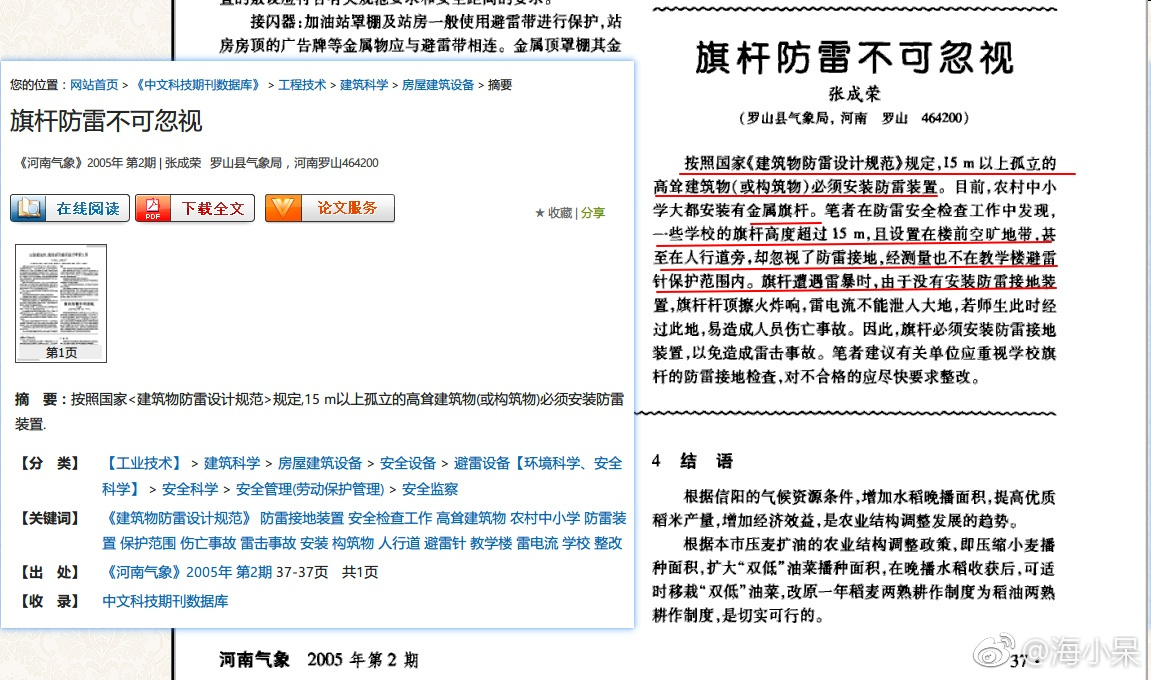 置的敷设应符合有关规范要求和安全距离的要求。
接闪器：加油站罩棚及站房一般使用避雷带进行保护，站
房房顶的广告牌等金属物应与避雷带相连。金属顶罩棚其金
您的位置：网站首页 > 《中文科技期刊数据库》 > 工程技术 > 建筑科学 > 房屋建筑设备 > 摘要
旗杆防雷不可忽视
《河南气象》2005年 第2期 | 张成荣 罗山县气象局，河南罗山464200
在线阅读 PDF 下载全文 论文服务
★ 收藏 | 分享
第1页
摘 要：按照国家<建筑物防雷设计规范>规定,15 m以上孤立的高耸建筑物(或构筑物)必须安装防雷
装置.
【分 类】 【工业技术】 > 建筑科学 > 房屋建筑设备 > 安全设备 > 避雷设备【环境科学、安全
科学】 > 安全科学 > 安全管理(劳动保护管理) > 安全监察
【关键词】 《建筑物防雷设计规范》 防雷接地装置 安全检查工作 高耸建筑物 农村中小学 防雷装
置 保护范围 伤亡事故 雷击事故 安装 构筑物 人行道 避雷针 教学楼 雷电流 学校 整改
【出 处】 《河南气象》2005年 第2期 37-37页 共1页
【收 录】 中文科技期刊数据库
旗杆防雷不可忽视
张成荣
（罗山县气象局，河南 罗山 464200）
按照国家《建筑物防雷设计规范》规定，15 m 以上孤立的
高耸建筑物（或构筑物）必须安装防雷装置。目前，农村中小
学大都安装有金属旗杆。笔者在防雷安全检查工作中发现，
一些学校的旗杆高度超过 15 m，且设置在楼前空旷地带，甚
至在人行道旁，却忽视了防雷接地，经测量也不在教学楼避雷
针保护范围内。旗杆遭遇雷暴时，由于没有安装防雷接地装
置，旗杆杆顶擦火炸响，雷电流不能泄入大地，若师生此时经
过此地，易造成人员伤亡事故。因此，旗杆必须安装防雷接地
装置，以免造成雷击事故。笔者建议有关单位应重视学校旗
杆的防雷接地检查，对不合格的应尽快要求整改。
4 结 语
根据信阳的气候资源条件，增加水稻晚播面积，提高优质
稻米产量，增加经济效益，是农业结构调整发展的趋势。
根据本市压麦扩油的农业结构调整政策，即压缩小麦播
种面积，扩大“双低”油菜播种面积，在晚播水稻收获后，可适
时移栽“双低”油菜，改原一年稻麦两熟耕作制度为稻油两熟
耕作制度，是切实可行的。
河南气象 2005 年第 2 期
37·
@海小呆